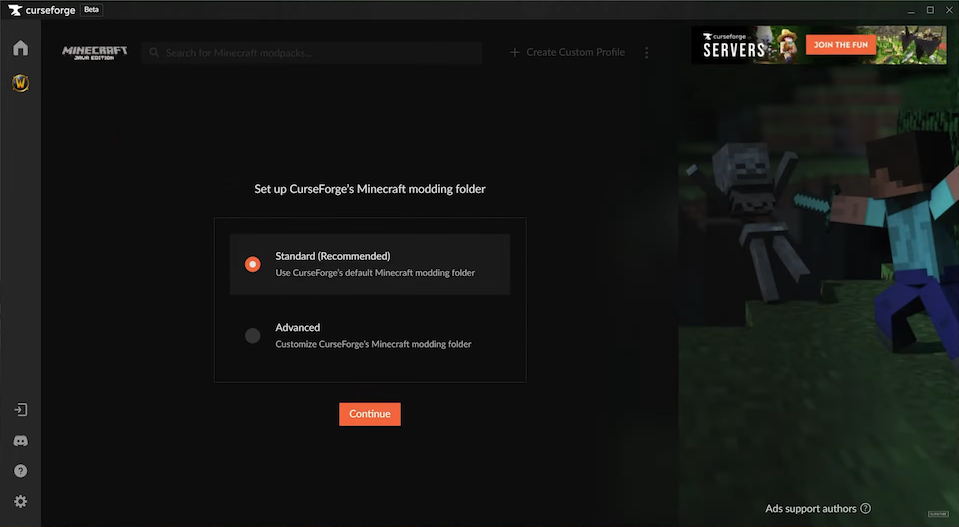 curseforge Beta
MINECRAFT
JAVA EDITION
Search for Minecraft modpacks...
Create Custom Profile
curseforge
SERVERS
JOIN THE FUN
Set up CurseForge's Minecraft modding folder
Standard (Recommended)
Use CurseForge's default Minecraft modding folder
Advanced
Customize CurseForge's Minecraft modding folder
Continue
Ads support authors